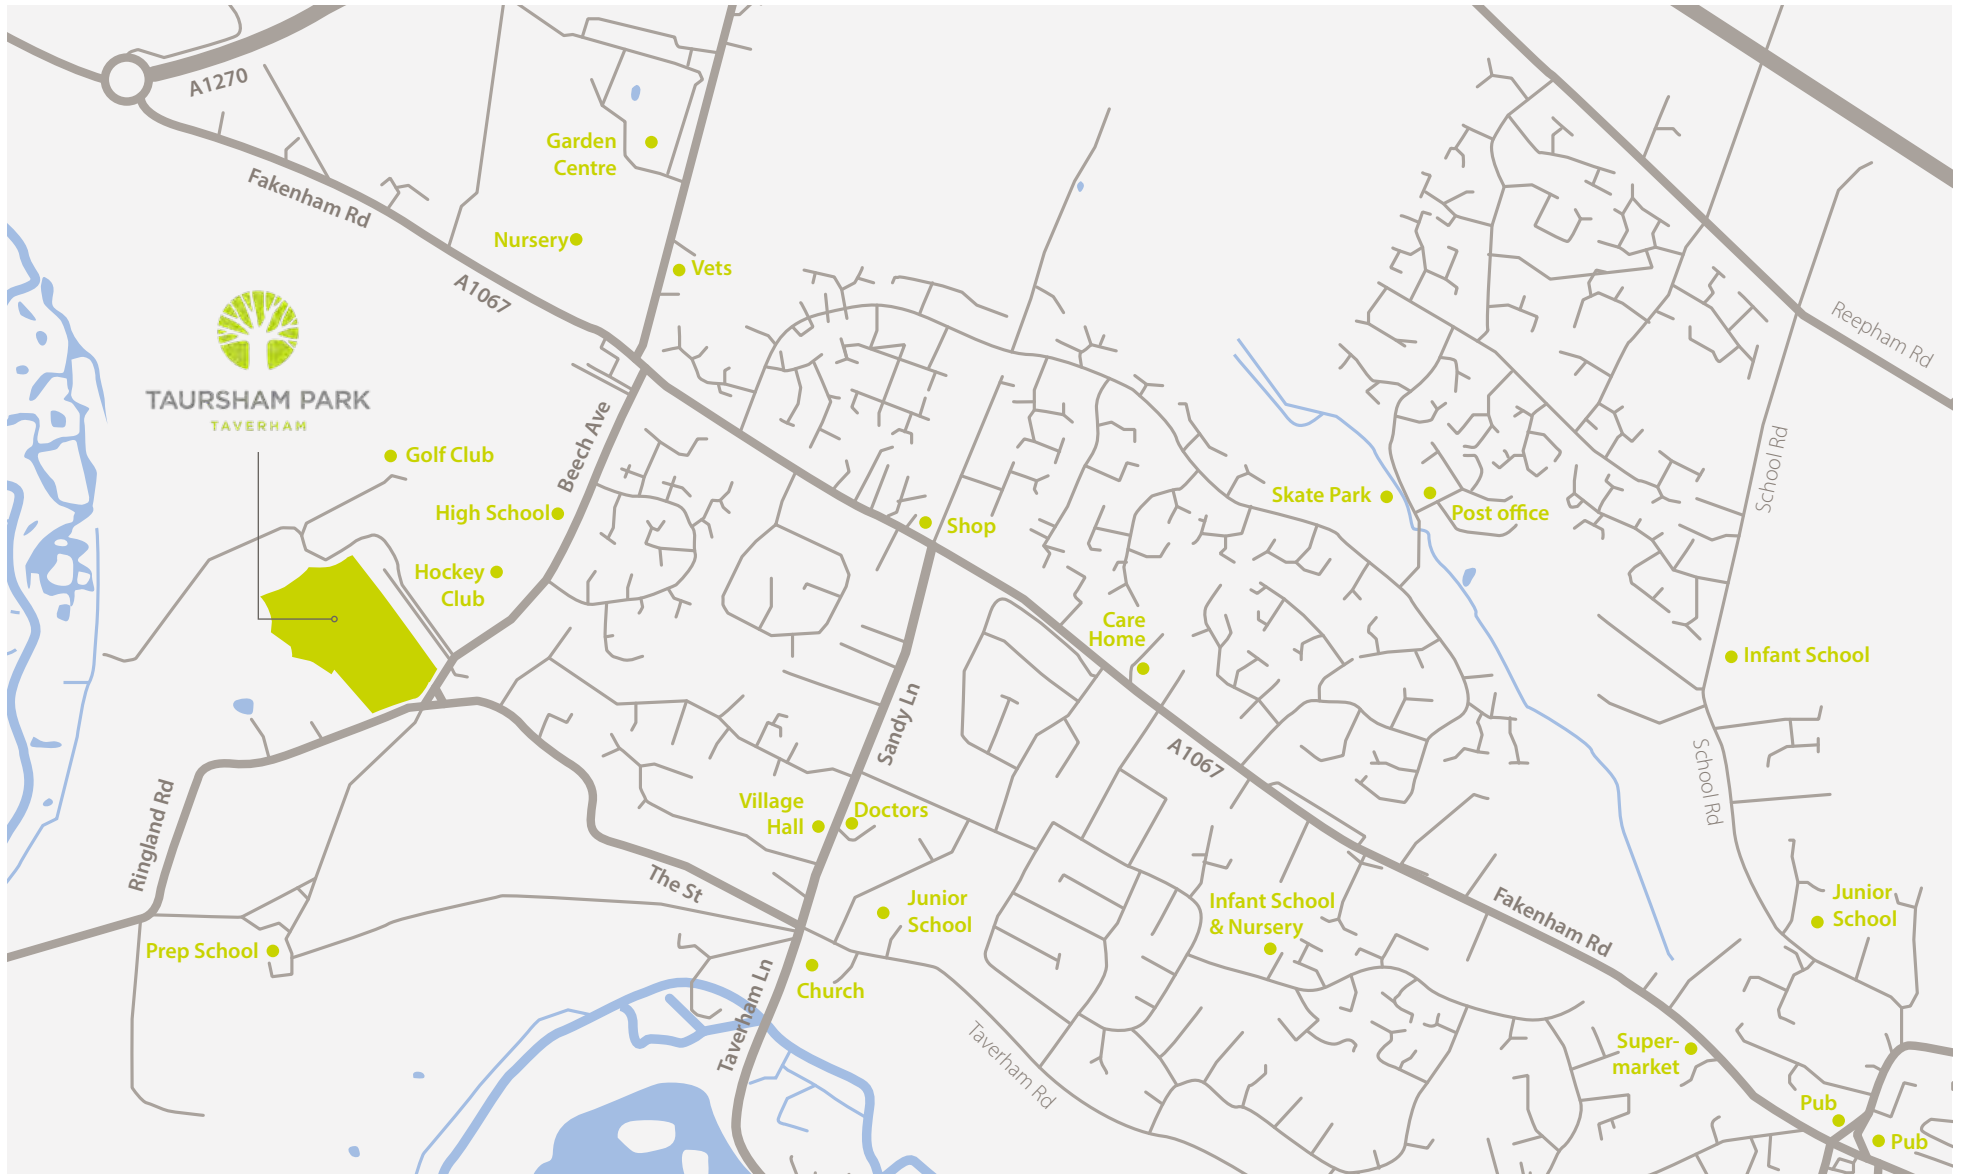 A1270
Fakenham Rd
Garden
Centre
Nursery
Vets
A1067
TAURSHAM PARK
TAVERHAM
Golf Club
Beech Ave
High School
Hockey
Club
Shop
Skate Park
Post office
Reepham Rd
School Rd
Care
Home
Infant School
Sandy Ln
A1067
School Rd
Ringland Rd
Village
Hall
Doctors
The St
Junior
School
Infant School
& Nursery
Fakenham Rd
Junior
School
Prep School
Church
Taverham Ln
Taverham Rd
Super-
market
Pub
Pub